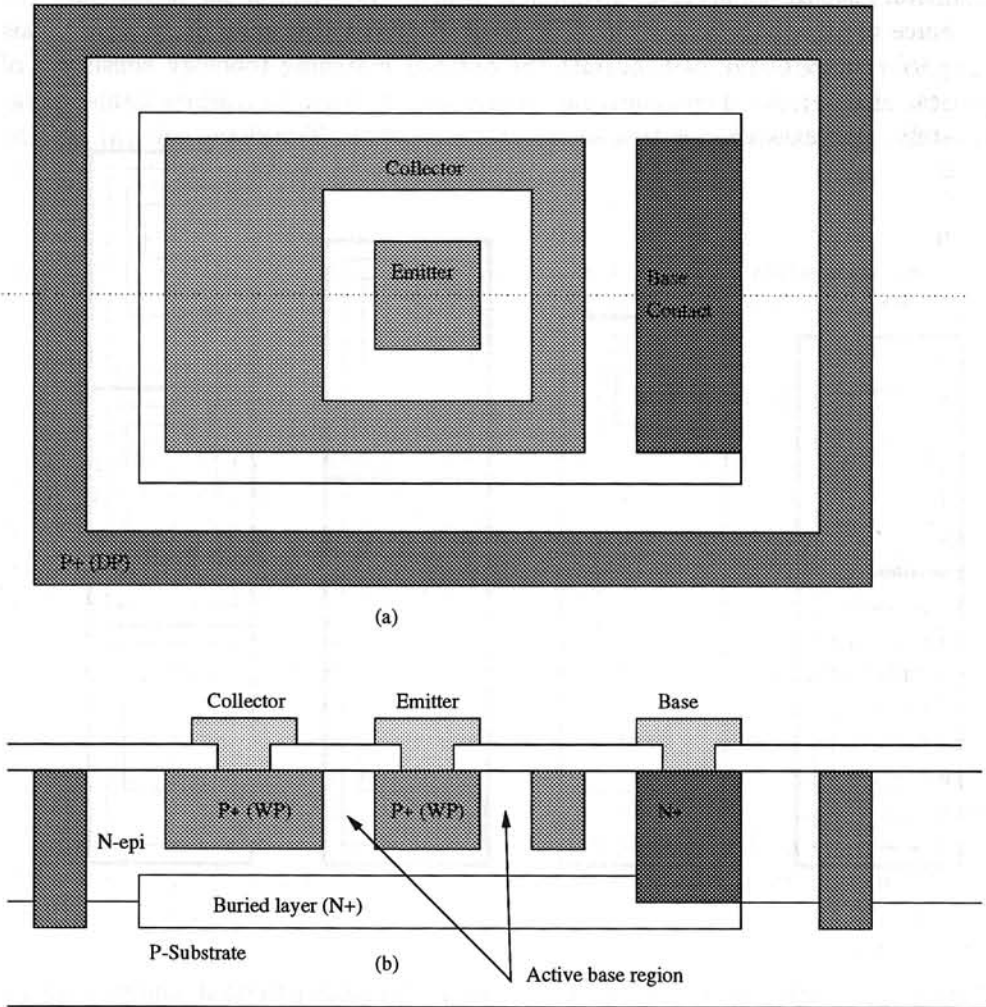 Collector
Emitter
Base
Contact
P+ (DP)
(a)
Collector
Emitter
Base
P+ (WP)
P+ (WP)
N+
N-epi
Buried layer (N+)
P-Substrate
(b)
Active base region